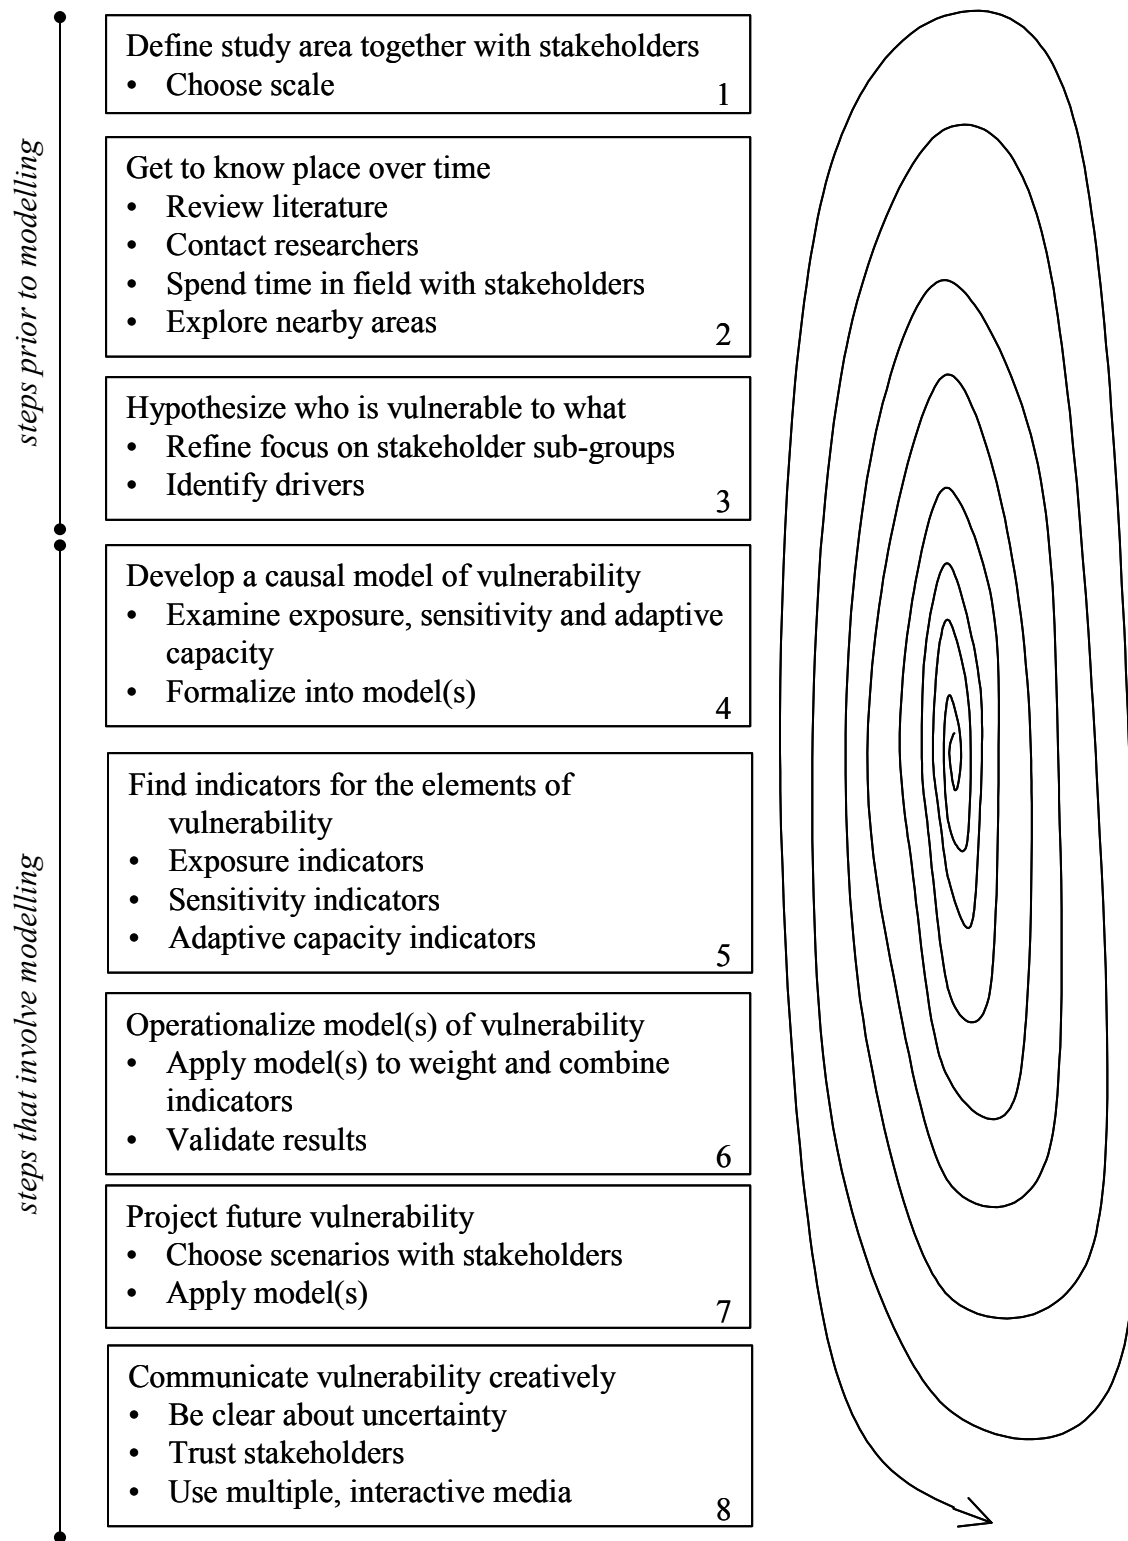 steps prior to modelling
Define study area together with stakeholders
• Choose scale
1
Get to know place over time
• Review literature
• Contact researchers
• Spend time in field with stakeholders
• Explore nearby areas
2
Hypothesize who is vulnerable to what
• Refine focus on stakeholder sub-groups
• Identify drivers
3
steps that involve modelling
Develop a causal model of vulnerability
• Examine exposure, sensitivity and adaptive
capacity
• Formalize into model(s)
4
Find indicators for the elements of
vulnerability
• Exposure indicators
• Sensitivity indicators
• Adaptive capacity indicators
5
Operationalize model(s) of vulnerability
• Apply model(s) to weight and combine
indicators
• Validate results
6
Project future vulnerability
• Choose scenarios with stakeholders
• Apply model(s)
7
Communicate vulnerability creatively
• Be clear about uncertainty
• Trust stakeholders
• Use multiple, interactive media
8